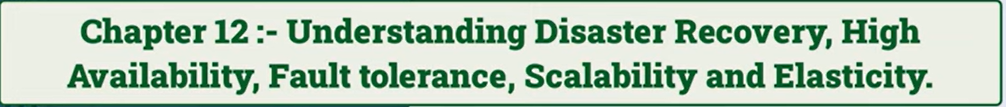 Chapter 12 :- Understanding Disaster Recovery, High
Availability, Fault tolerance, Scalability and Elasticity.